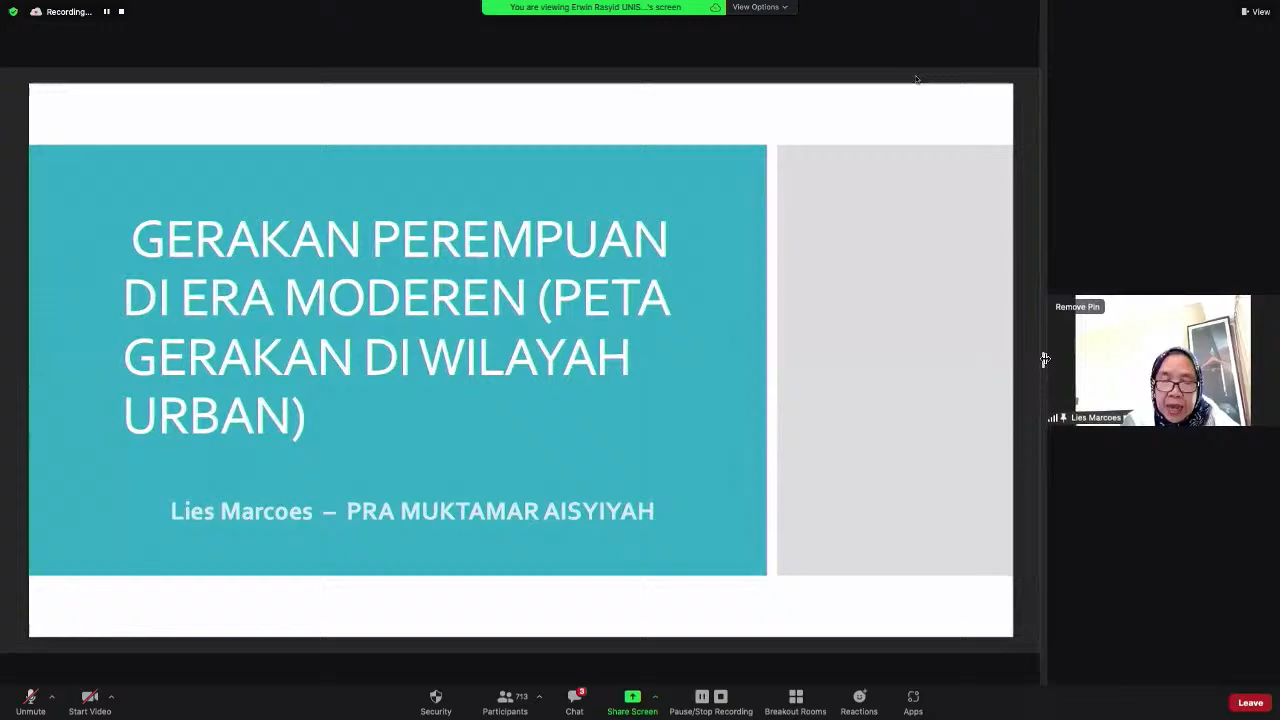 Recording...
You are viewing Erwin Rasyid UNIS...'s screen
View Options
View
GERAKAN PEREMPUAN
DI ERA MODEREN (PETA
GERAKAN DI WILAYAH
URBAN)
Lies Marcoes – PRA MUKTAMAR AISYIYAH
Remove Pin
Lies Marcoes
Unmute
Start Video
Security
713
Participants
3
Chat
Share Screen
Pause/Stop Recording
Breakout Rooms
Reactions
Apps
Leave